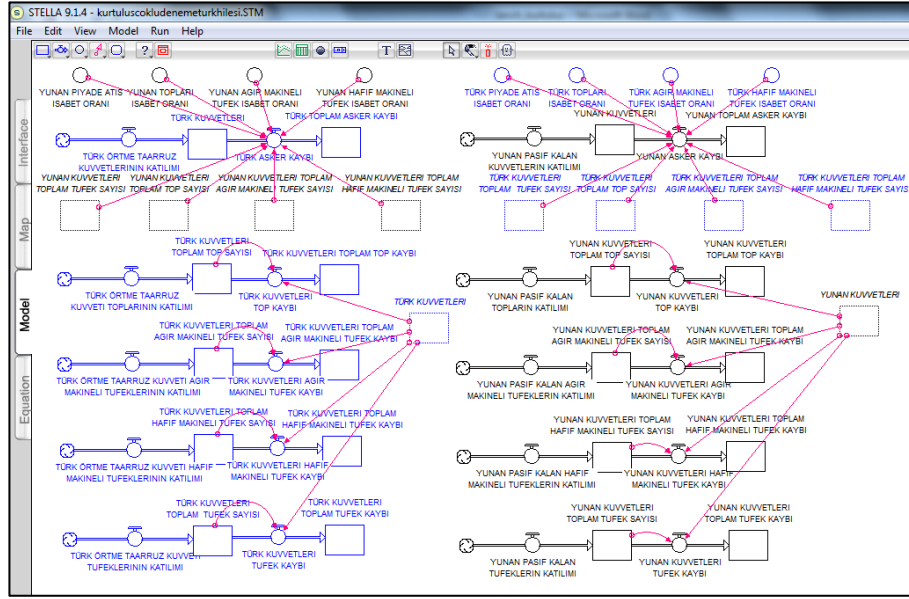 STELLA 9.1.4 - kurtuluscokludenemeturkhilesi.STM
File Edit View Model Run Help
Interface
Map
Model
Equation
YUNAN PIYADE ATIS
ISABET ORANI
YUNAN TOPLARI
ISABET ORANI
YUNAN AGIR MAKINELI
TUFEK ISABET ORANI
YUNAN HAFIF MAKINELI
TUFEK ISABET ORANI
TÜRK KUVVETLERI
TÜRK TOPLAM ASKER KAYBI
TÜRK ÖRTME TAARRUZ
KUVVETLERININ KATILIMI
TÜRK ASKER KAYBI
YUNAN KUVVETLERI
TOPLAM TUFEK SAYISI
YUNAN KUVVETLERI
TOPLAM TOP SAYISI
YUNAN KUVVETLERI TOPLAM
AGIR MAKINELI TUFEK SAYISI
YUNAN KUVVETLERI TOPLAM
HAFIF MAKINELI TUFEK SAYISI
TÜRK KUVVETLERI
TOPLAM TOP SAYISI
TÜRK KUVVETLERI TOPLAM TOP KAYBI
TÜRK ÖRTME TAARRUZ
KUVVETI TOPLARININ KATILIMI
TÜRK KUVVETLERI
TOP KAYBI
TÜRK KUVVETLERI
TÜRK KUVVETLERI TOPLAM
AGIR MAKINELI TUFEK SAYISI
TÜRK KUVVETLERI TOPLAM
AGIR MAKINELI TUFEK KAYBI
TÜRK ÖRTME TAARRUZ KUVVETI AGIR
MAKINELI TUFEKLERININ KATILIMI
TÜRK KUVVETLERI AGIR
MAKINELI TUFEK KAYBI
TÜRK KUVVETLERI TOPLAM
HAFIF MAKINELI TUFEK SAYISI
TÜRK KUVVETLERI TOPLAM
HAFIF MAKINELI TUFEK KAYBI
TÜRK ÖRTME TAARRUZ KUVVETI HAFIF
MAKINELI TUFEKLERININ KATILIMI
TÜRK KUVVETLERI HAFIF
MAKINELI TUFEK KAYBI
TÜRK KUVVETLERI
TOPLAM TUFEK SAYISI
TÜRK KUVVETLERI
TOPLAM TUFEK KAYBI
TÜRK ÖRTME TAARRUZ KUVVETI
TUFEKLERININ KATILIMI
TÜRK KUVVETLERI
TUFEK KAYBI
TÜRK PIYADE ATIS
ISABET ORANI
TÜRK TOPLARI
ISABET ORANI
TÜRK AGIR MAKINELI
TUFEK ISABET ORANI
TÜRK HAFIF MAKINELI
TUFEK ISABET ORANI
YUNAN KUVVETLERI
YUNAN TOPLAM ASKER KAYBI
YUNAN PASIF KALAN
KUVVETLERIN KATILIMI
YUNAN ASKER KAYBI
TÜRK KUVVETLERI
TOPLAM TUFEK SAYISI
TÜRK KUVVETLERI
TOPLAM TOP SAYISI
TÜRK KUVVETLERI TOPLAM
AGIR MAKINELI TUFEK SAYISI
TÜRK KUVVETLERI TOPLAM
HAFIF MAKINELI TUFEK SAYISI
YUNAN KUVVETLERI
TOPLAM TOP SAYISI
YUNAN KUVVETLERI
TOPLAM TOP KAYBI
YUNAN PASIF KALAN
TOPLARIN KATILIMI
YUNAN KUVVETLERI
TOP KAYBI
YUNAN KUVVETLERI
YUNAN KUVVETLERI TOPLAM
AGIR MAKINELI TUFEK SAYISI
YUNAN KUVVETLERI TOPLAM
AGIR MAKINELI TUFEK KAYBI
YUNAN PASIF KALAN AGIR
MAKINELI TUFEKLERIN KATILIMI
YUNAN KUVVETLERI AGIR
MAKINELI TUFEK KAYBI
YUNAN KUVVETLERI TOPLAM
HAFIF MAKINELI TUFEK SAYISI
YUNAN KUVVETLERI TOPLAM
HAFIF MAKINELI TUFEK KAYBI
YUNAN PASIF KALAN HAFIF
MAKINELI TUFEKLERIN KATILIMI
YUNAN KUVVETLERI HAFIF
MAKINELI TUFEK KAYBI
YUNAN KUVVETLERI
TOPLAM TUFEK SAYISI
YUNAN KUVVETLERI
TOPLAM TUFEK KAYBI
YUNAN PASIF KALAN
TUFEKLERIN KATILIMI
YUNAN KUVVETLERI
TUFEK KAYBI